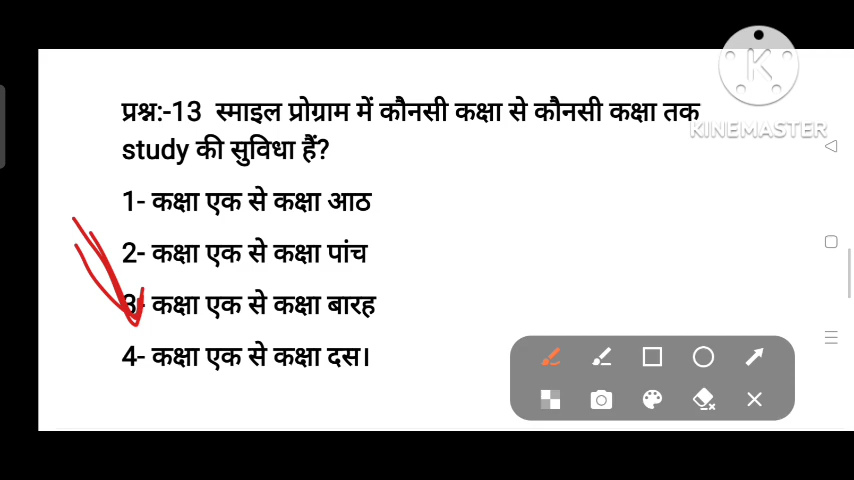 प्रश्न:-13 स्माइल प्रोग्राम में कौनसी कक्षा से कौनसी कक्षा तक
study की सुविधा हैं?
1- कक्षा एक से कक्षा आठ
2- कक्षा एक से कक्षा पांच
3- कक्षा एक से कक्षा बारह
4- कक्षा एक से कक्षा दस।
K
KINEMASTER